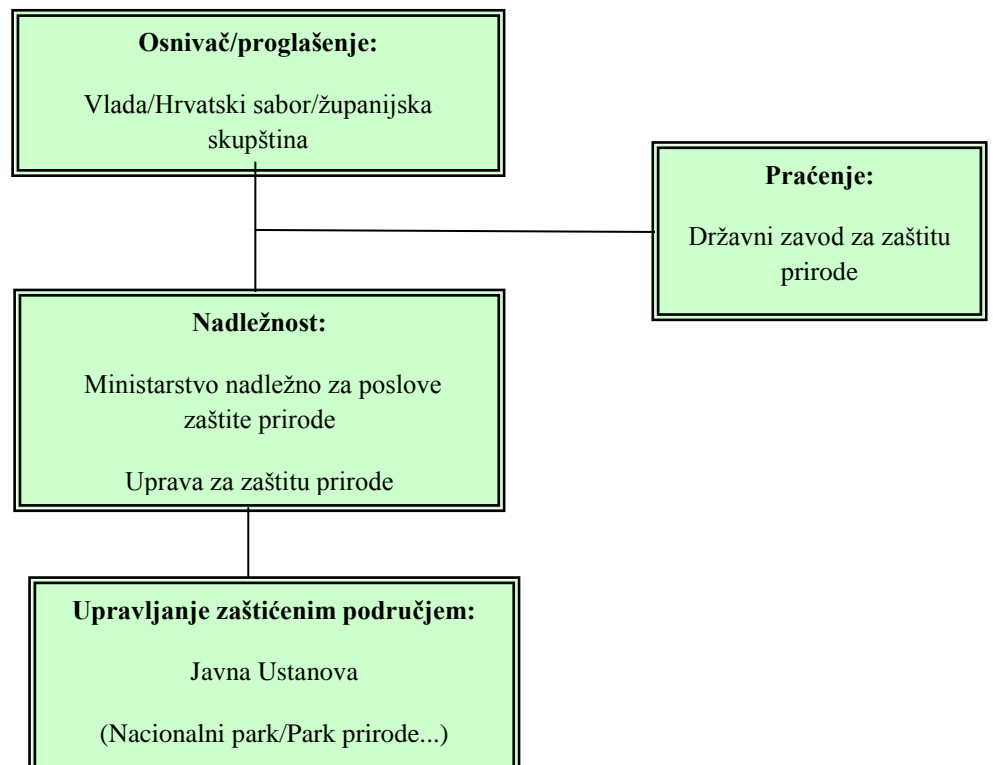 Osnivač/proglašenje:
Vlada/Hrvatski sabor/županijska
skupština
Praćenje:
Državni zavod za zaštitu
prirode
Nadležnost:
Ministarstvo nadležno za poslove
zaštite prirode
Uprava za zaštitu prirode
Upravljanje zaštićenim područjem:
Javna Ustanova
(Nacionalni park/Park prirode...)